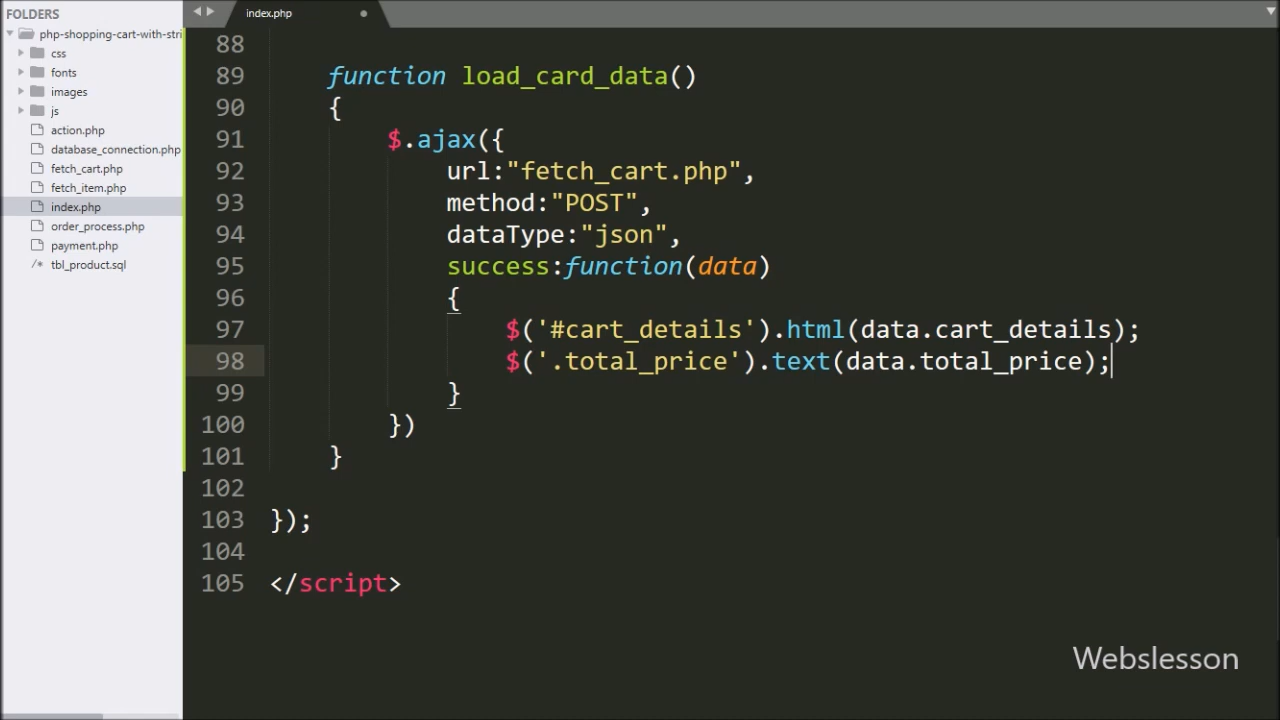 FOLDERS
php-shopping-cart-with-stri
css
fonts
images
js
action.php
database_connection.php
fetch_cart.php
fetch_item.php
index.php
order_process.php
payment.php
tbl_product.sql
index.php
88
89 function load_card_data()
90 {
91 $.ajax({
92 url:"fetch_cart.php",
93 method:"POST",
94 dataType:"json",
95 success:function(data)
96 {
97 $('#cart_details').html(data.cart_details);
98 $('.total_price').text(data.total_price);
99 }
100 })
101 }
102
103 });
104
105 </script>
Webslesson